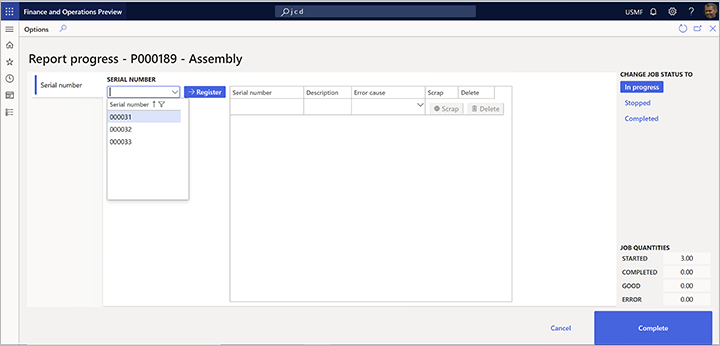 Finance and Operations Preview
jcd
USMF
?
Options
Report progress - P000189 - Assembly
Serial number
SERIAL NUMBER
Register
Serial number
000031
000032
000033
Serial number Description Error cause Scrap Delete
Scrap Delete
CHANGE JOB STATUS TO
In progress
Stopped
Completed
JOB QUANTITIES
STARTED 3.00
COMPLETED 0.00
GOOD 0.00
ERROR 0.00
Cancel
Complete